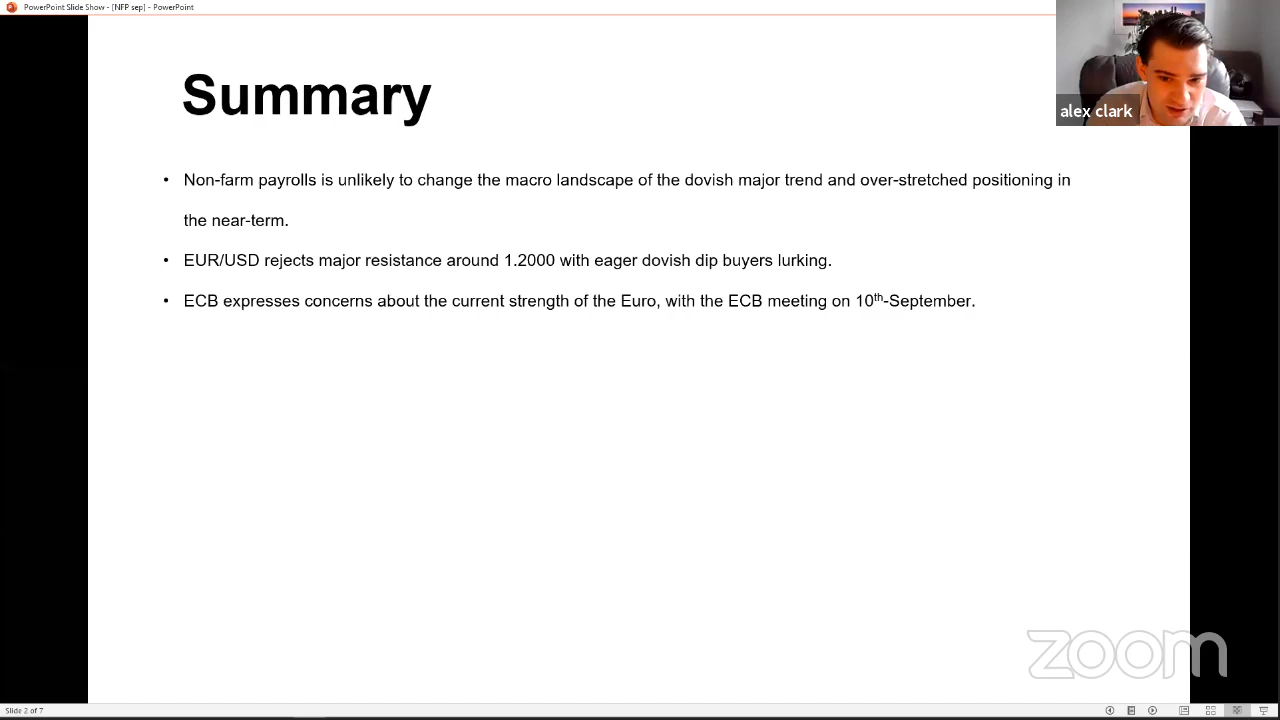 PowerPoint Slide Show - [NFP sep] - PowerPoint
alex clark
Summary
• Non-farm payrolls is unlikely to change the macro landscape of the dovish major trend and over-stretched positioning in
the near-term.
• EUR/USD rejects major resistance around 1.2000 with eager dovish dip buyers lurking.
• ECB expresses concerns about the current strength of the Euro, with the ECB meeting on 10th-September.
zoom
Slide 2 of 7